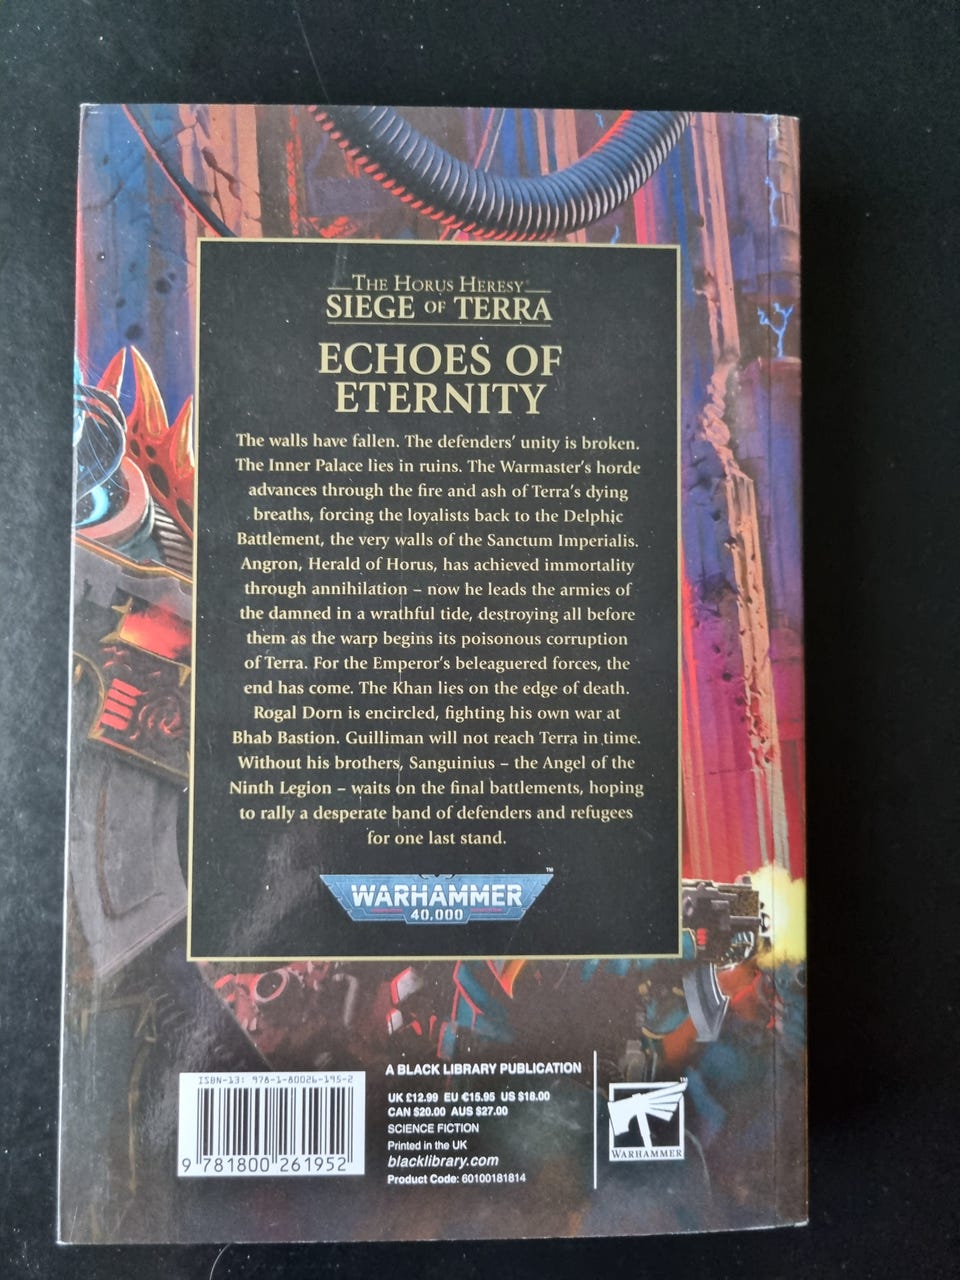 THE HORUS HERESY®
SIEGE OF TERRA
ECHOES OF
ETERNITY
The walls have fallen. The defenders' unity is broken.
The Inner Palace lies in ruins. The Warmaster's horde
advances through the fire and ash of Terra's dying
breaths, forcing the loyalists back to the Delphic
Battlement, the very walls of the Sanctum Imperialis.
Angron, Herald of Horus, has achieved immortality
through annihilation – now he leads the armies of
the damned in a wrathful tide, destroying all before
them as the warp begins its poisonous corruption
of Terra. For the Emperor's beleaguered forces, the
end has come. The Khan lies on the edge of death.
Rogal Dorn is encircled, fighting his own war at
Bhab Bastion. Guilliman will not reach Terra in time.
Without his brothers, Sanguinius – the Angel of the
Ninth Legion – waits on the final battlements, hoping
to rally a desperate band of defenders and refugees
for one last stand.
WARHAMMER™
40,000
ISBN-13: 978-1-80026-195-2
9 781800 261952
A BLACK LIBRARY PUBLICATION
UK £12.99 EU €15.95 US $18.00
CAN $20.00 AUS $27.00
SCIENCE FICTION
Printed in the UK
blacklibrary.com
Product Code: 60100181814
™
WARHAMMER